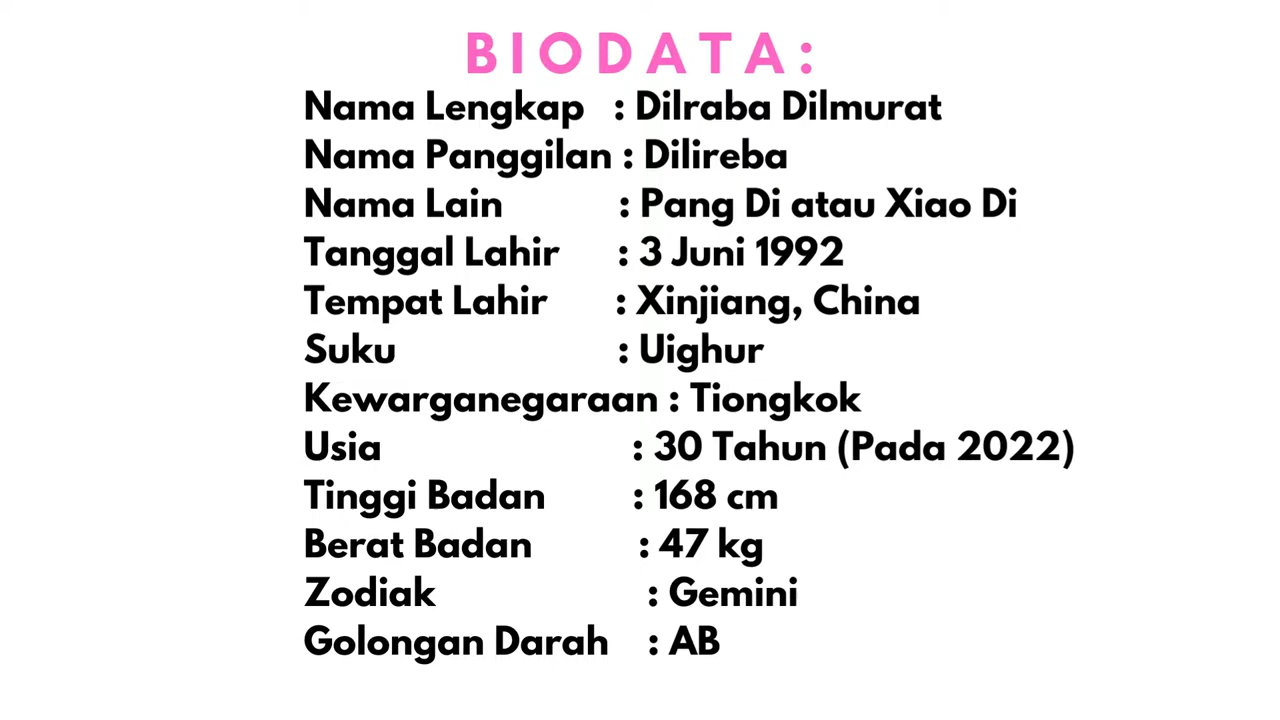 BIODATA:
Nama Lengkap : Dilraba Dilmurat
Nama Panggilan : Dilireba
Nama Lain : Pang Di atau Xiao Di
Tanggal Lahir : 3 Juni 1992
Tempat Lahir : Xinjiang, China
Suku : Uighur
Kewarganegaraan : Tiongkok
Usia : 30 Tahun (Pada 2022)
Tinggi Badan : 168 cm
Berat Badan : 47 kg
Zodiak : Gemini
Golongan Darah : AB